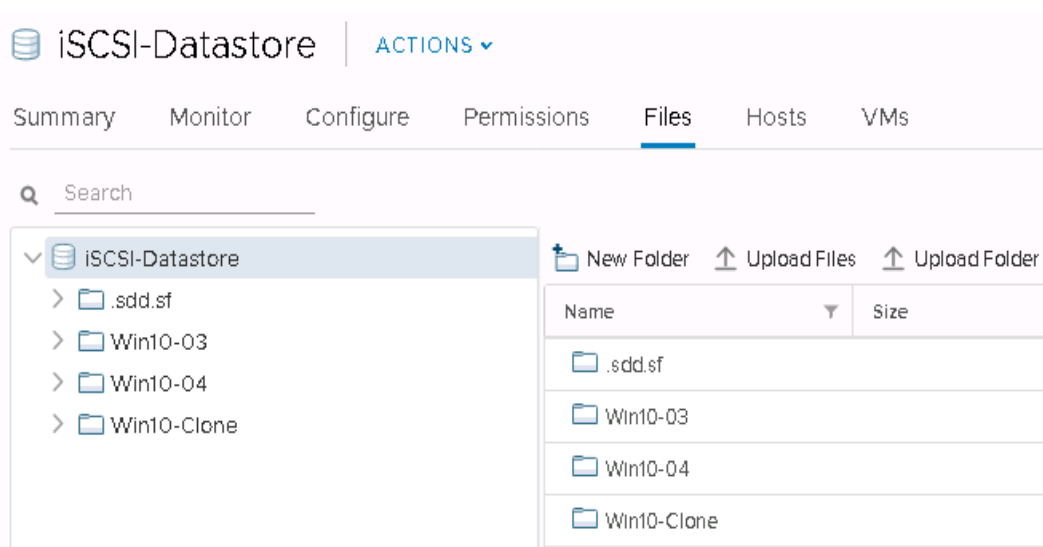 iSCSI-Datastore ACTIONS
Summary Monitor Configure Permissions Files Hosts VMs
Search
iSCSI-Datastore
.sdd.sf
Win10-03
Win10-04
Win10-Clone
New Folder Upload Files Upload Folder
Name Size
.sdd.sf
Win10-03
Win10-04
Win10-Clone